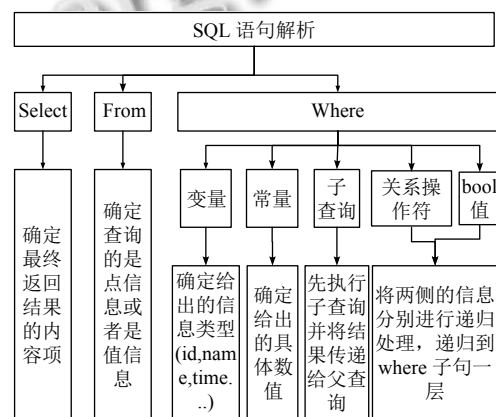 SQL 语句解析
Select
From
Where
变量
常量
子
查询
关系操
作符
bool
值
确定
最终
返回
结果
的内
容项
确定
查询
的是
点信
息或
者是
值信
息
确定给
出的信
息类型
(id,nam
e,time.
..)
确定
给出
的具
体数
值
先执行
子查询
并将结
果传递
给父查
询
将两侧的信息
分别进行递归
处理，递归到
where 子句一
层